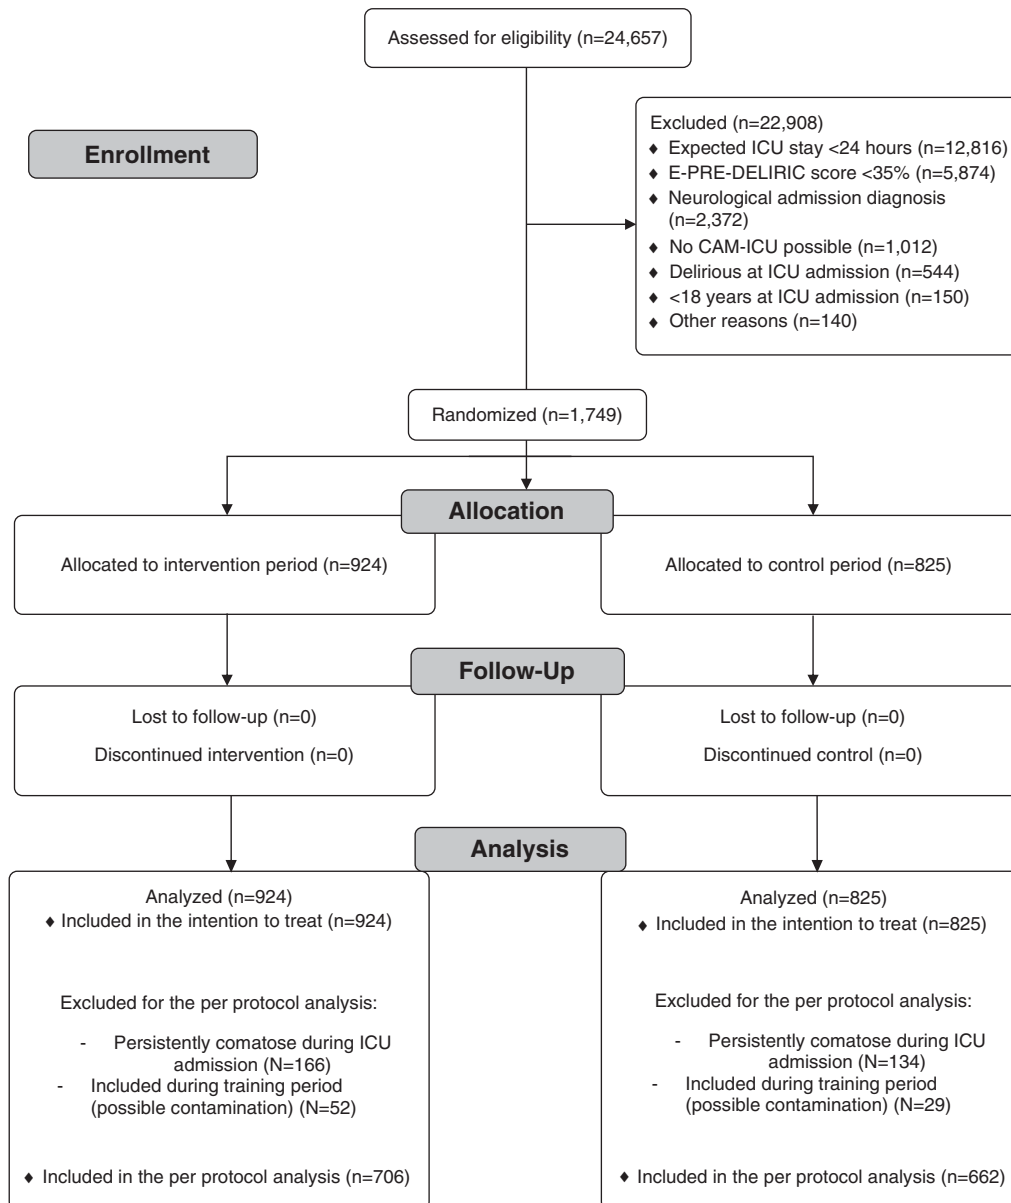 Assessed for eligibility (n=24,657)
Enrollment
Excluded (n=22,908)
♦ Expected ICU stay <24 hours (n=12,816)
♦ E-PRE-DELIRIC score <35% (n=5,874)
♦ Neurological admission diagnosis
(n=2,372)
♦ No CAM-ICU possible (n=1,012)
♦ Delirious at ICU admission (n=544)
♦ <18 years at ICU admission (n=150)
♦ Other reasons (n=140)
Randomized (n=1,749)
Allocation
Allocated to intervention period (n=924)
Allocated to control period (n=825)
Follow-Up
Lost to follow-up (n=0)
Discontinued intervention (n=0)
Lost to follow-up (n=0)
Discontinued control (n=0)
Analysis
Analyzed (n=924)
♦ Included in the intention to treat (n=924)
Excluded for the per protocol analysis:
- Persistently comatose during ICU
admission (N=166)
- Included during training period
(possible contamination) (N=52)
♦ Included in the per protocol analysis (n=706)
Analyzed (n=825)
♦ Included in the intention to treat (n=825)
Excluded for the per protocol analysis:
- Persistently comatose during ICU
admission (N=134)
- Included during training period
(possible contamination) (N=29)
♦ Included in the per protocol analysis (n=662)